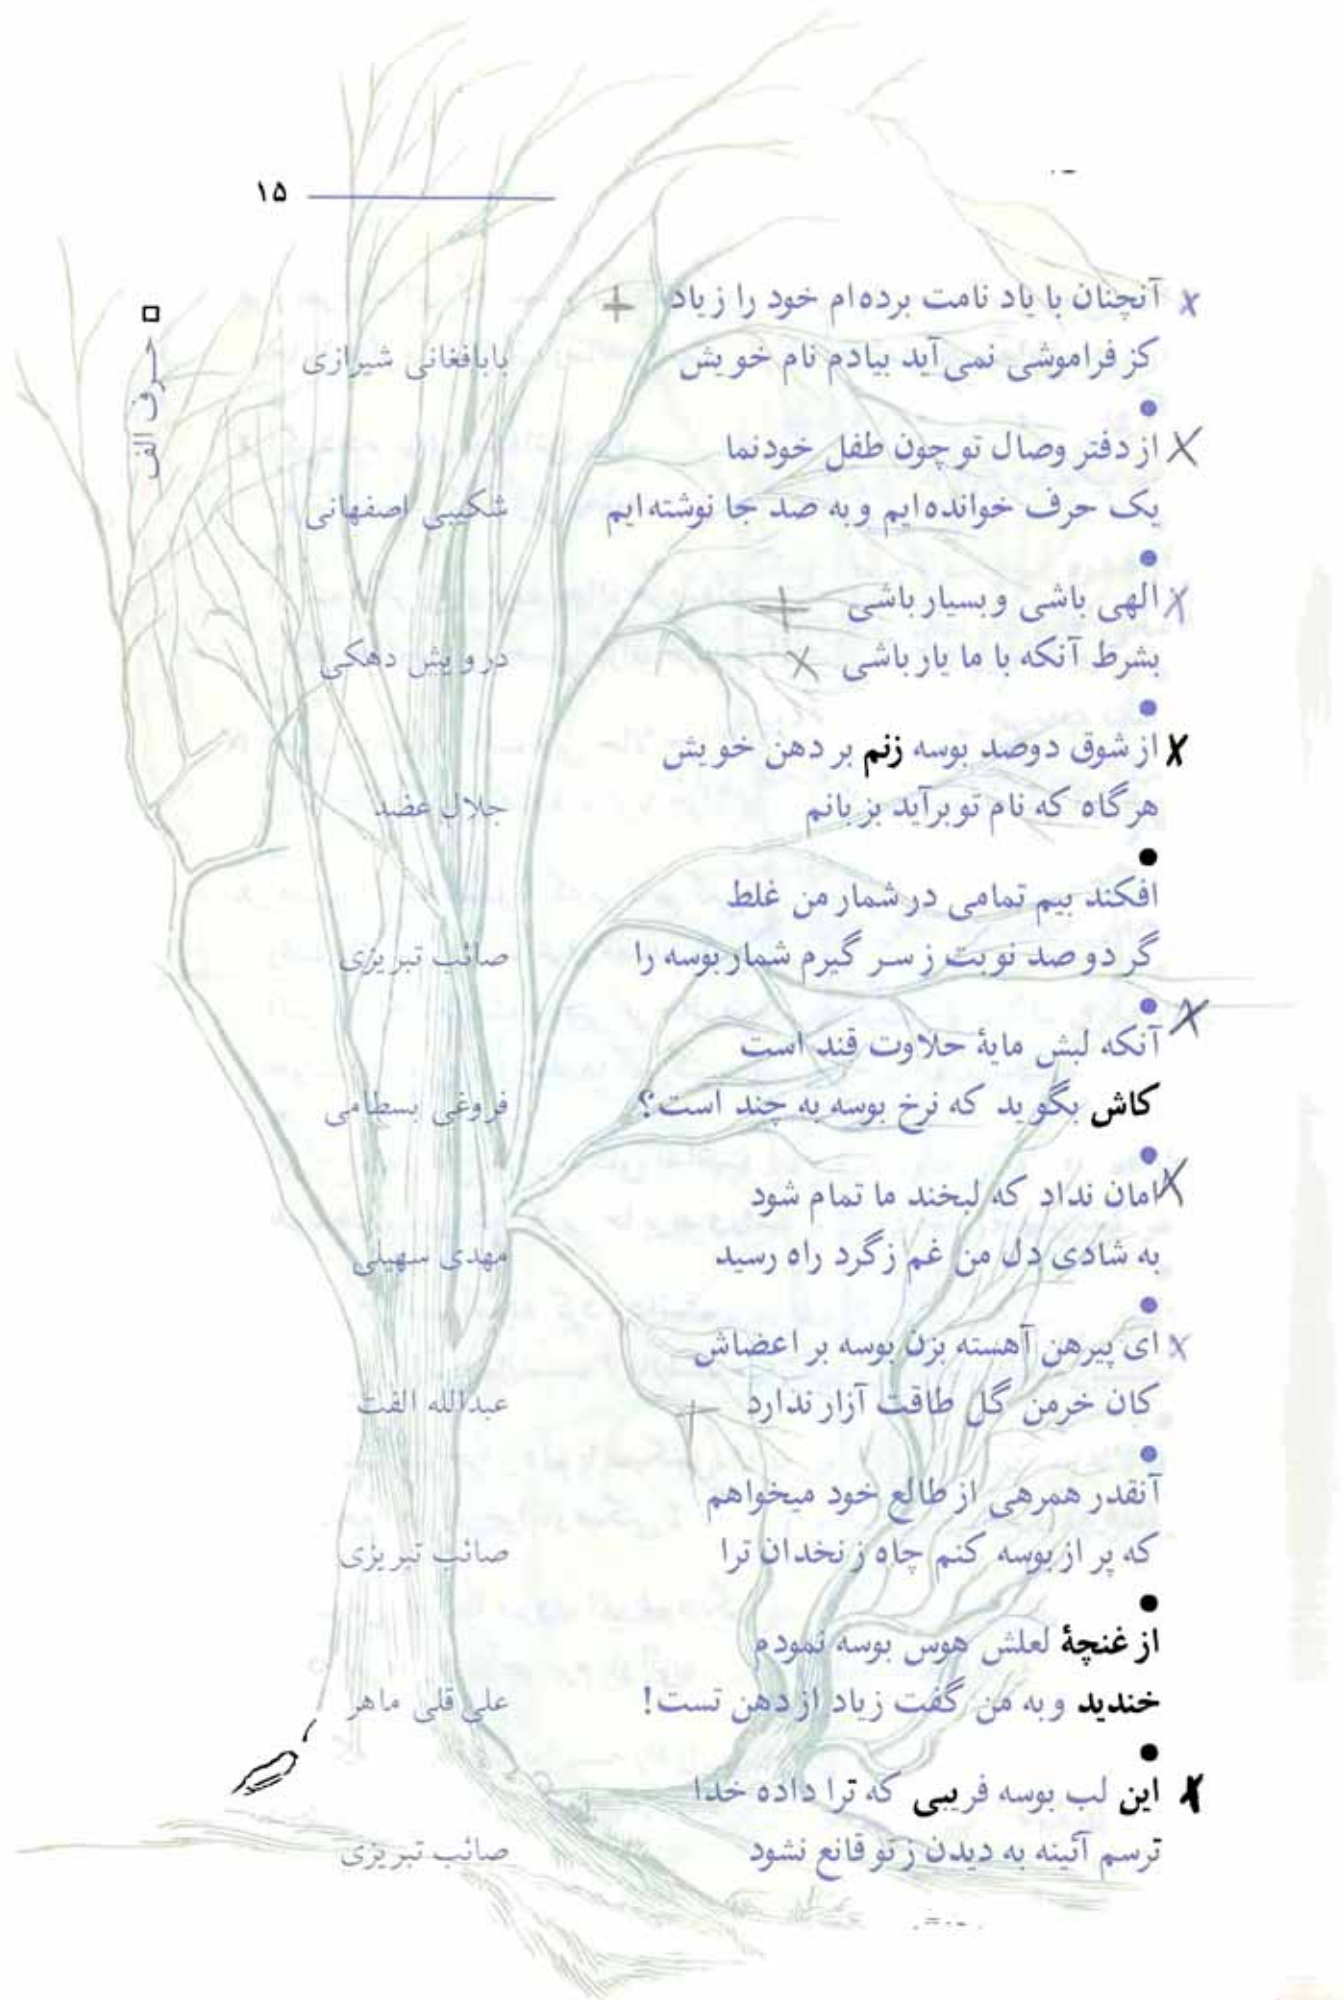 ۱۵
حرف الف
آنچنان با یاد نامت برده‌ام خود را زیاد
کز فراموشی نمی‌آید بیادم نام خویش
بابافغانی شیرازی
از دفتر وصال تو چون طفل خودنما
یک حرف خوانده‌ایم و به صد جا نوشته‌ایم
شکیبی اصفهانی
الهی باشی و بسیار باشی
بشرط آنکه با ما یار باشی
درویش دهکی
از شوق دوصد بوسه زنم بر دهن خویش
هرگاه که نام تو برآید بزبانم
جلال عضد
افکند بیم تمامی در شمار من غلط
گر دو صد نوبت ز سر گیرم شمار بوسه را
صائب تبریزی
آنکه لبش مایهٔ حلاوت قند است
کاش بگوید که نرخ بوسه به چند است؟
فروغی بسطامی
امان نداد که لبخند ما تمام شود
به شادی دل من غم زگرد راه رسید
مهدی سهیلی
ای پیرهن آهسته بزن بوسه بر اعضاش
کان خرمن گل طاقت آزار ندارد
عبدالله الفت
آنقدر همرهی از طالع خود میخواهم
که پر از بوسه کنم چاه زنخدان ترا
صائب تبریزی
از غنچهٔ لعلش هوس بوسه نمودم
خندید و به من گفت زیاد از دهن تست!
علی قلی ماهر
این لب بوسه فریبی که ترا داده خدا
ترسم آئینه به دیدن ز تو قانع نشود
صائب تبریزی